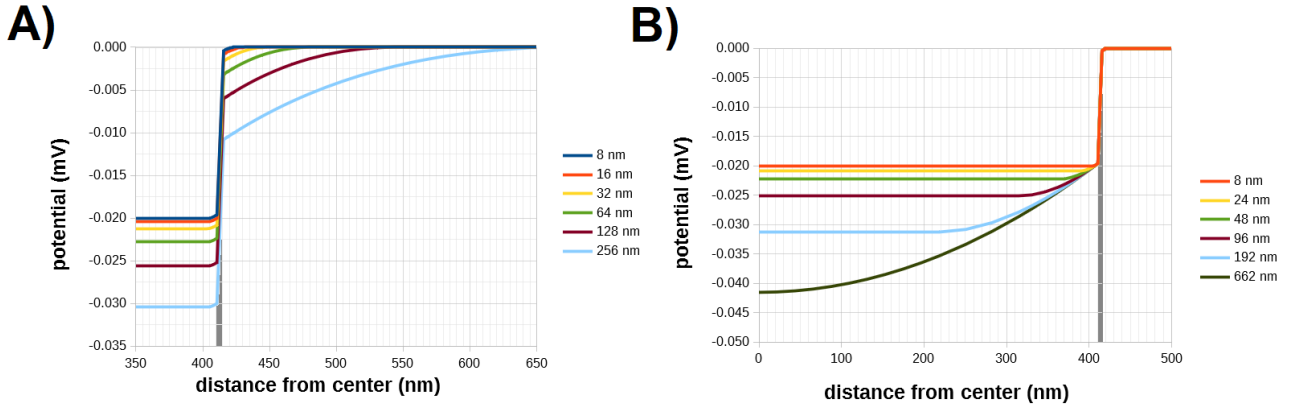 A)
0.000
-0.005
-0.010
-0.015
-0.020
-0.025
-0.030
-0.035
potential (mV)
350
400
450
500
550
600
650
distance from center (nm)
8 nm
16 nm
32 nm
64 nm
128 nm
256 nm
B)
0.000
-0.005
-0.010
-0.015
-0.020
-0.025
-0.030
-0.035
-0.040
-0.045
-0.050
potential (mV)
0
100
200
300
400
500
distance from center (nm)
8 nm
24 nm
48 nm
96 nm
192 nm
662 nm